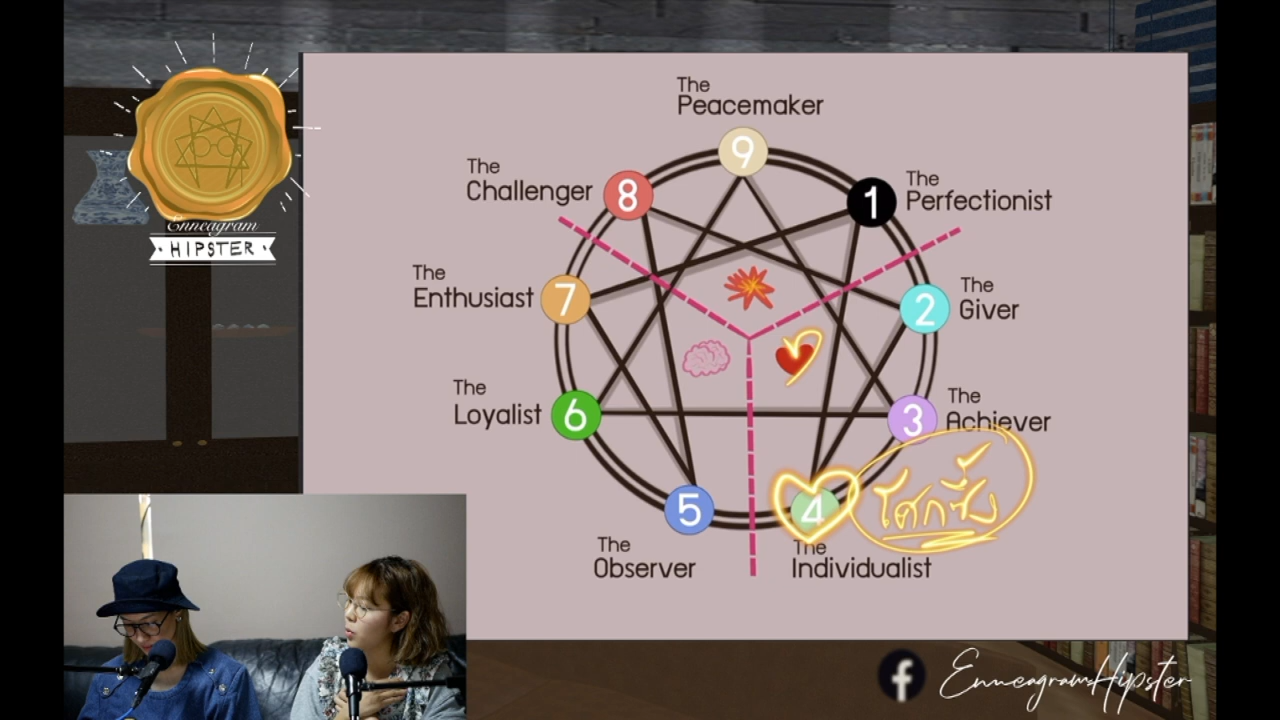 Enneagram
HIPSTER
The
Peacemaker
9
The
Challenger
8
1
The
Perfectionist
The
Enthusiast
7
2
The
Giver
The
Loyalist
6
3
The
Achiever
5
4
โศกซึ้ง
The
Observer
The
Individualist
f
EnneagramHipster